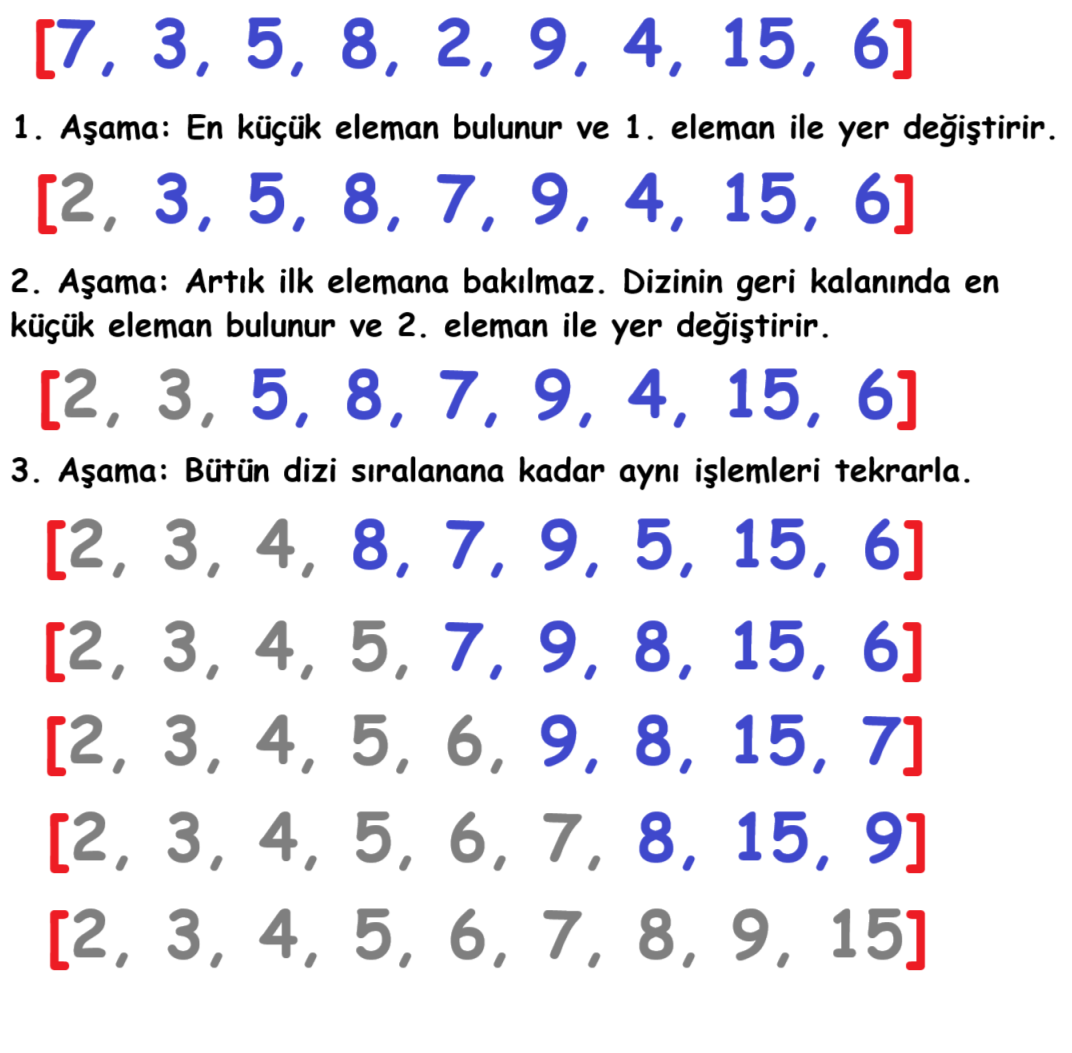 [7, 3, 5, 8, 2, 9, 4, 15, 6]
1. Aşama: En küçük eleman bulunur ve 1. eleman ile yer değiştirir.
[2, 3, 5, 8, 7, 9, 4, 15, 6]
2. Aşama: Artık ilk elemana bakılmaz. Dizinin geri kalanında en
küçük eleman bulunur ve 2. eleman ile yer değiştirir.
[2, 3, 5, 8, 7, 9, 4, 15, 6]
3. Aşama: Bütün dizi sıralanana kadar aynı işlemleri tekrarla.
[2, 3, 4, 8, 7, 9, 5, 15, 6]
[2, 3, 4, 5, 7, 9, 8, 15, 6]
[2, 3, 4, 5, 6, 9, 8, 15, 7]
[2, 3, 4, 5, 6, 7, 8, 15, 9]
[2, 3, 4, 5, 6, 7, 8, 9, 15]